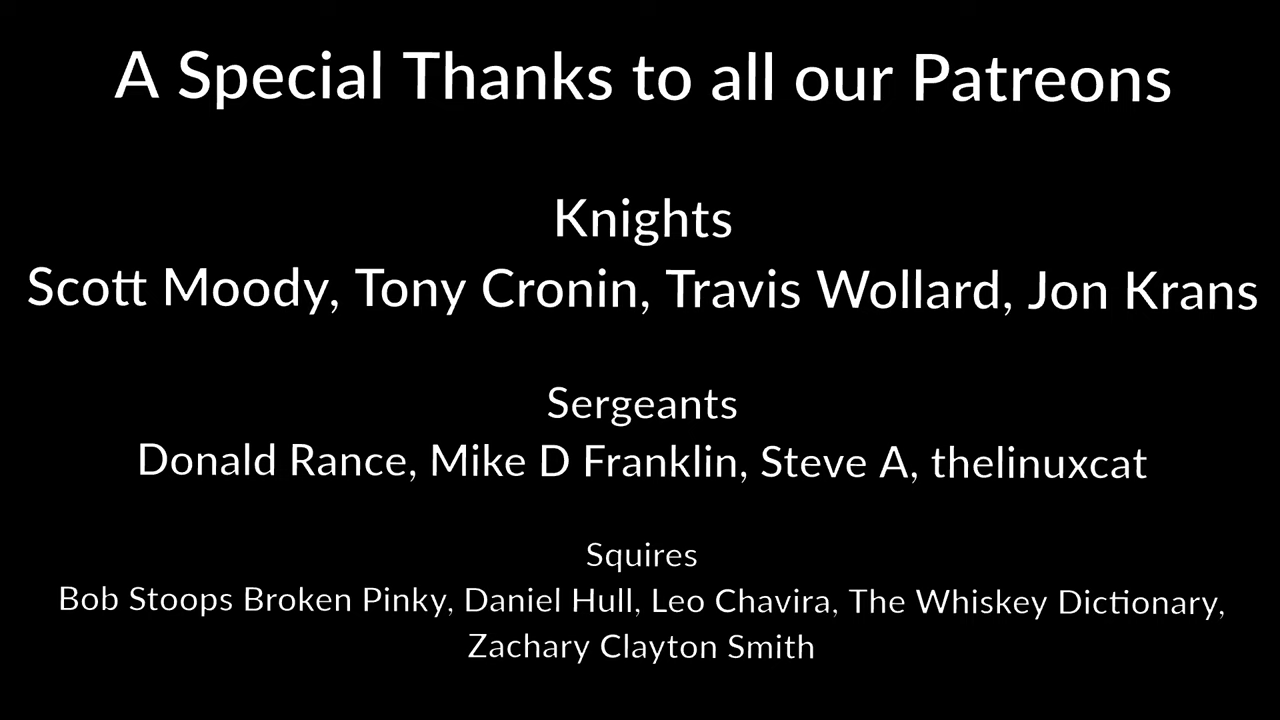 A Special Thanks to all our Patreons
Knights
Scott Moody, Tony Cronin, Travis Wollard, Jon Krans
Sergeants
Donald Rance, Mike D Franklin, Steve A, thelinuxcat
Squires
Bob Stoops Broken Pinky, Daniel Hull, Leo Chavira, The Whiskey Dictionary,
Zachary Clayton Smith